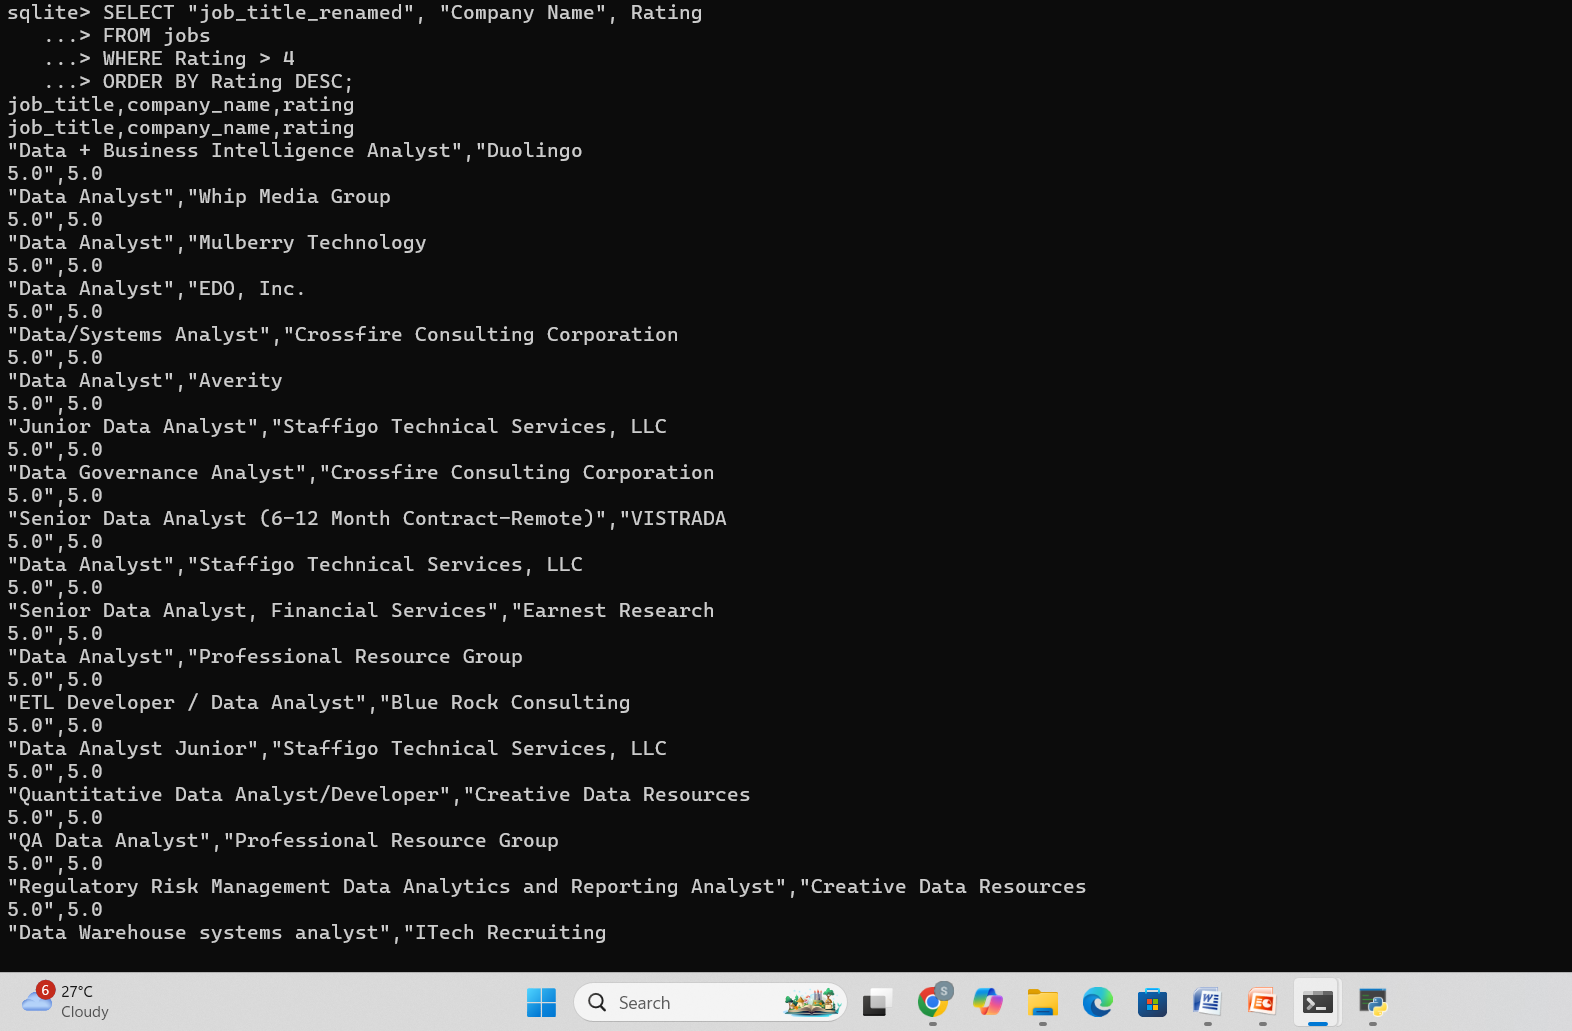 sqlite> SELECT "job_title_renamed", "Company Name", Rating
   ...> FROM jobs
   ...> WHERE Rating > 4
   ...> ORDER BY Rating DESC;
job_title,company_name,rating
job_title,company_name,rating
"Data + Business Intelligence Analyst","Duolingo
5.0",5.0
"Data Analyst","Whip Media Group
5.0",5.0
"Data Analyst","Mulberry Technology
5.0",5.0
"Data Analyst","EDO, Inc.
5.0",5.0
"Data/Systems Analyst","Crossfire Consulting Corporation
5.0",5.0
"Data Analyst","Averity
5.0",5.0
"Junior Data Analyst","Staffigo Technical Services, LLC
5.0",5.0
"Data Governance Analyst","Crossfire Consulting Corporation
5.0",5.0
"Senior Data Analyst (6-12 Month Contract-Remote)","VISTRADA
5.0",5.0
"Data Analyst","Staffigo Technical Services, LLC
5.0",5.0
"Senior Data Analyst, Financial Services","Earnest Research
5.0",5.0
"Data Analyst","Professional Resource Group
5.0",5.0
"ETL Developer / Data Analyst","Blue Rock Consulting
5.0",5.0
"Data Analyst Junior","Staffigo Technical Services, LLC
5.0",5.0
"Quantitative Data Analyst/Developer","Creative Data Resources
5.0",5.0
"QA Data Analyst","Professional Resource Group
5.0",5.0
"Regulatory Risk Management Data Analytics and Reporting Analyst","Creative Data Resources
5.0",5.0
"Data Warehouse systems analyst","ITech Recruiting
6
27°C
Cloudy
Search
S